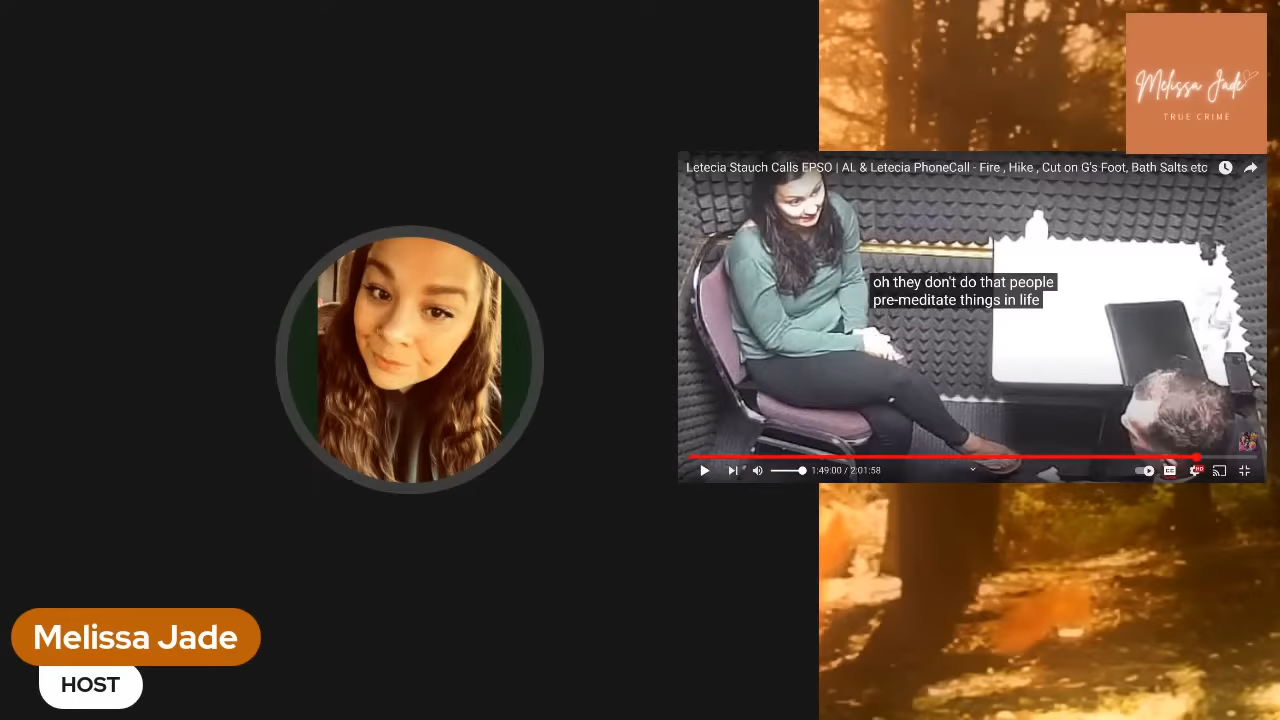 Melissa Jade
TRUE CRIME
Letecia Stauch Calls EPSO | AL & Letecia PhoneCall - Fire , Hike , Cut on G's Foot, Bath Salts etc
oh they don't do that people
pre-meditate things in life
1:49:00 / 2:01:58
CC
HD
Melissa Jade
HOST